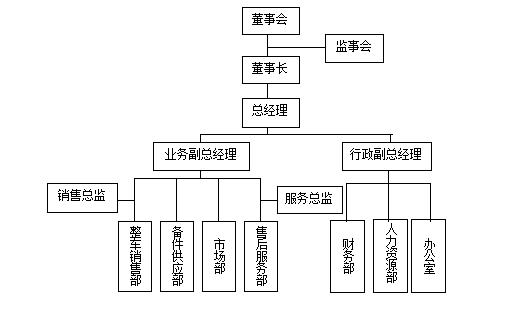 董事会
监事会
董事长
总经理
业务副总经理
行政副总经理
销售总监
服务总监
整车销售部
备件供应部
市场部
售后服务部
财务部
人力资源部
办公室